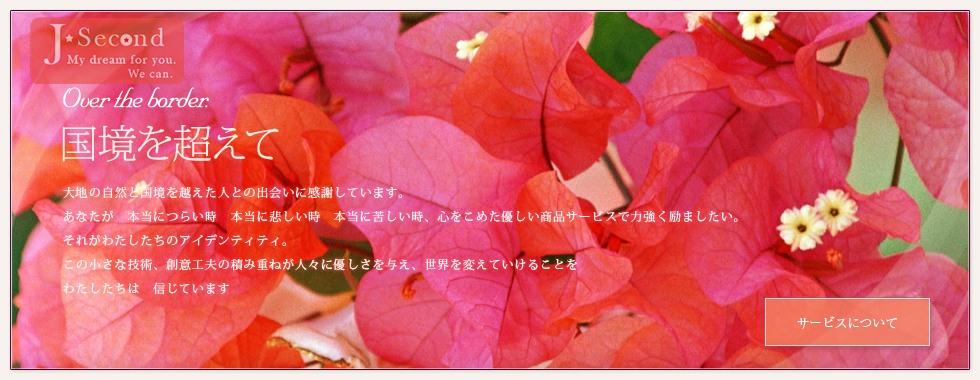 J★Second
My dream for you.
We can.
Over the border.
国境を超えて
大地の自然と国境を越えた人との出会いに感謝しています。
あなたが　本当につらい時　本当に悲しい時　本当に苦しい時、心をこめた優しい商品サービスで力強く励ましたい。
それがわたしたちのアイデンティティ。
この小さな技術、創意工夫の積み重ねが人々に優しさを与え、世界を変えていけることを
わたしたちは　信じています
サービスについて